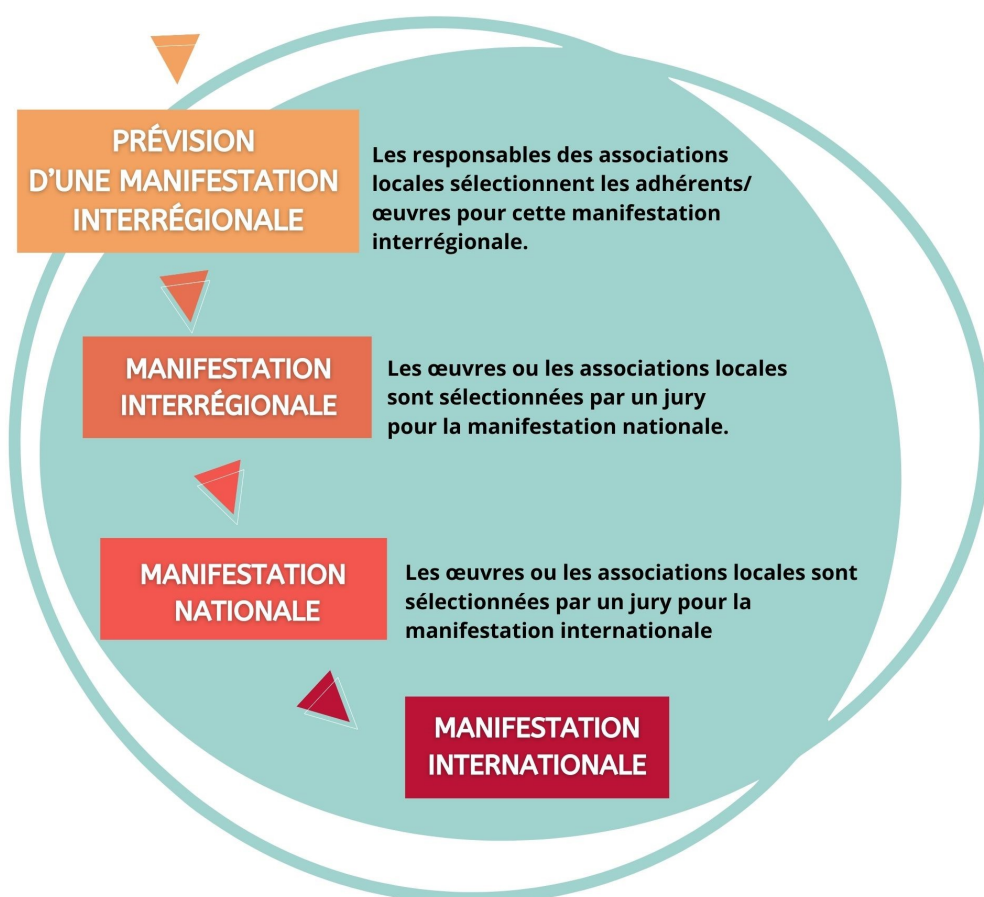 PRÉVISION
D'UNE MANIFESTATION
INTERRÉGIONALE
Les responsables des associations
locales sélectionnent les adhérents/
œuvres pour cette manifestation
interrégionale.
MANIFESTATION
INTERRÉGIONALE
Les œuvres ou les associations locales
sont sélectionnées par un jury
pour la manifestation nationale.
MANIFESTATION
NATIONALE
Les œuvres ou les associations locales sont
sélectionnées par un jury pour la
manifestation internationale
MANIFESTATION
INTERNATIONALE